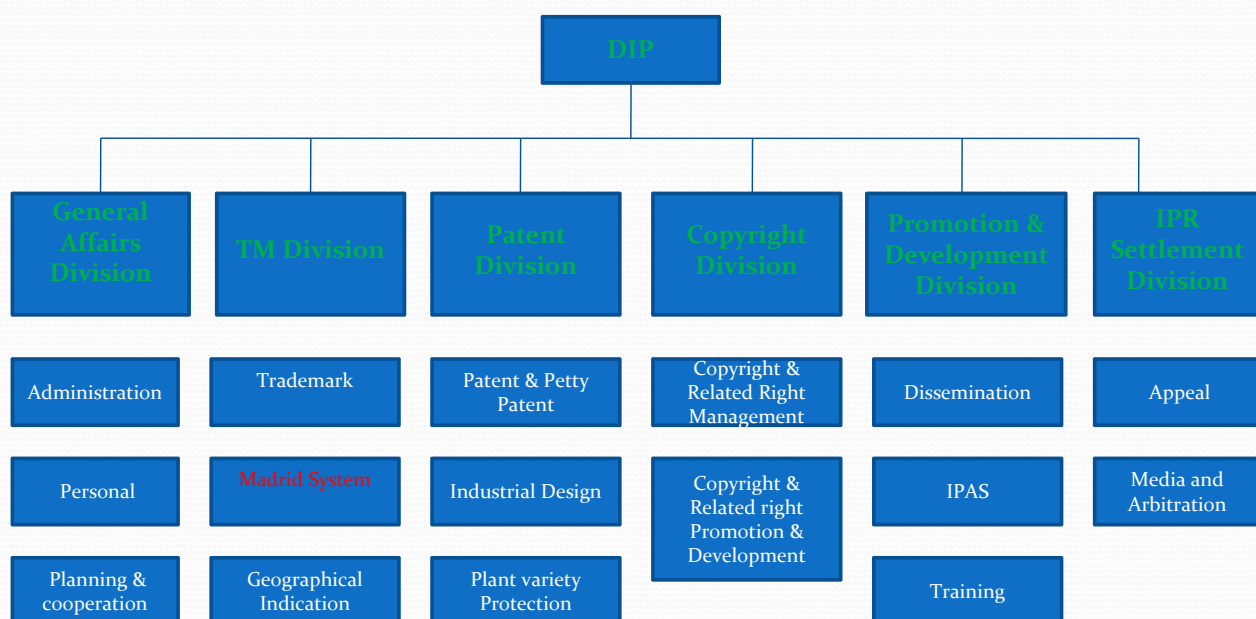 DIP
General
Affairs
Division
TM Division
Patent
Division
Copyright
Division
Promotion &
Development
Division
IPR
Settlement
Division
Administration
Trademark
Patent & Petty
Patent
Copyright &
Related Right
Management
Dissemination
Appeal
Personal
Madrid System
Industrial Design
Copyright &
Related right
Promotion &
Development
IPAS
Media and
Arbitration
Planning &
cooperation
Geographical
Indication
Plant variety
Protection
Training